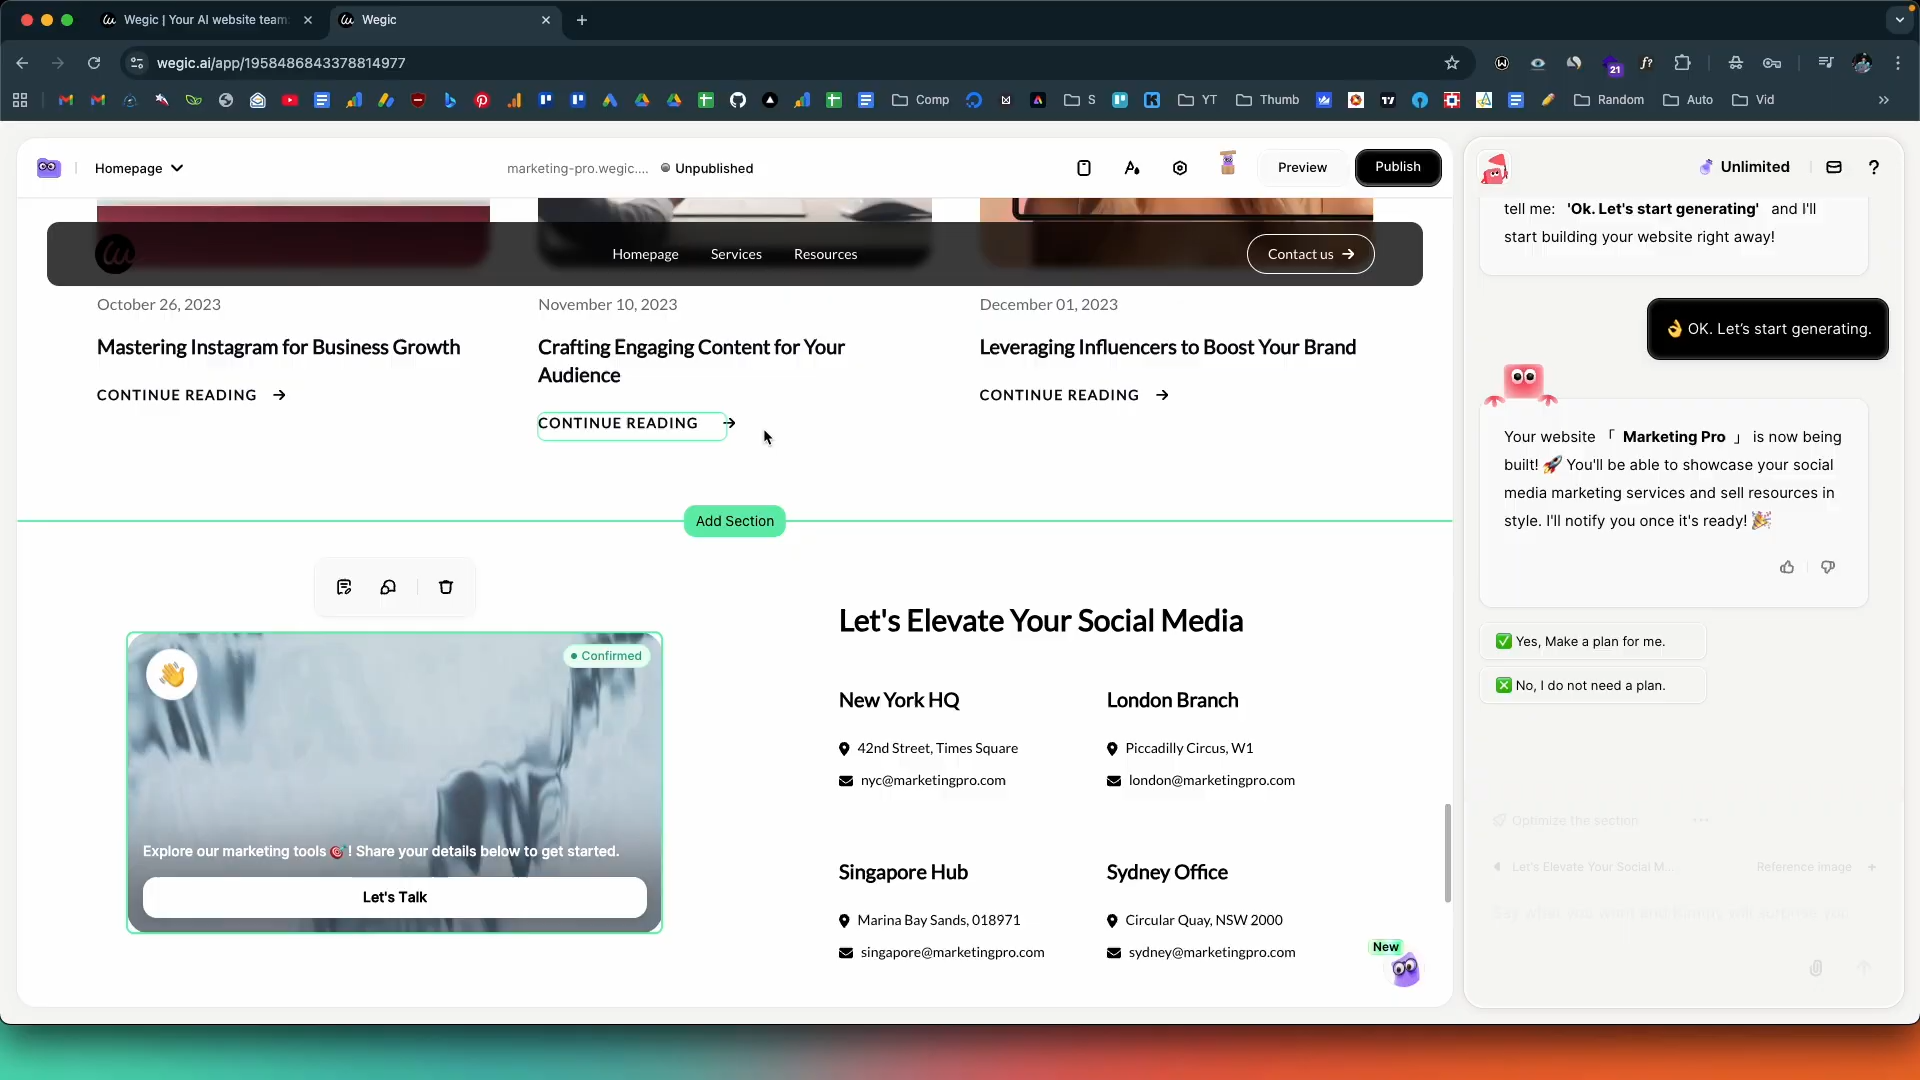 Wegic | Your AI website team:
Wegic
wegic.ai/app/1958486843378814977
21
f?
Comp
S
YT
Thumb
Random
Auto
Vid
Homepage
marketing-pro.wegic....
Unpublished
Preview
Publish
Unlimited
?
tell me: 'Ok. Let's start generating' and I'll
start building your website right away!
Homepage
Services
Resources
Contact us
October 26, 2023
November 10, 2023
December 01, 2023
Mastering Instagram for Business Growth
Crafting Engaging Content for Your
Audience
Leveraging Influencers to Boost Your Brand
CONTINUE READING
CONTINUE READING
CONTINUE READING
👌 OK. Let's start generating.
Your website 「 Marketing Pro 」 is now being
built! 🚀 You'll be able to showcase your social
media marketing services and sell resources in
style. I'll notify you once it's ready! 🎉
Add Section
✅ Yes, Make a plan for me.
❎ No, I do not need a plan.
Confirmed
Explore our marketing tools 🎯! Share your details below to get started.
Let's Talk
Let's Elevate Your Social Media
New York HQ
42nd Street, Times Square
nyc@marketingpro.com
London Branch
Piccadilly Circus, W1
london@marketingpro.com
Singapore Hub
Marina Bay Sands, 018971
singapore@marketingpro.com
Sydney Office
Circular Quay, NSW 2000
sydney@marketingpro.com
New
Optimize the section
Let's Elevate Your Social M...
Reference image +